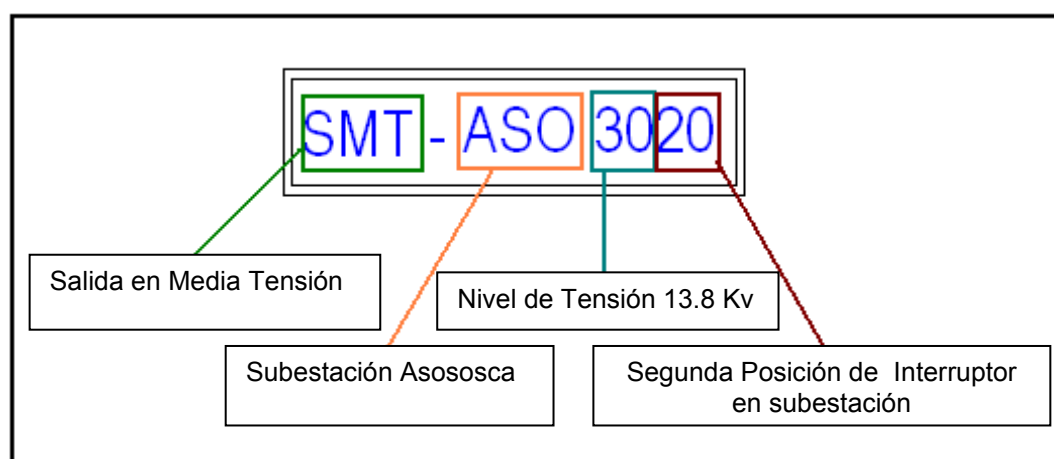 SMT - ASO 3020
Salida en Media Tensión
Nivel de Tensión 13.8 Kv
Subestación Asososca
Segunda Posición de Interruptor
en subestación